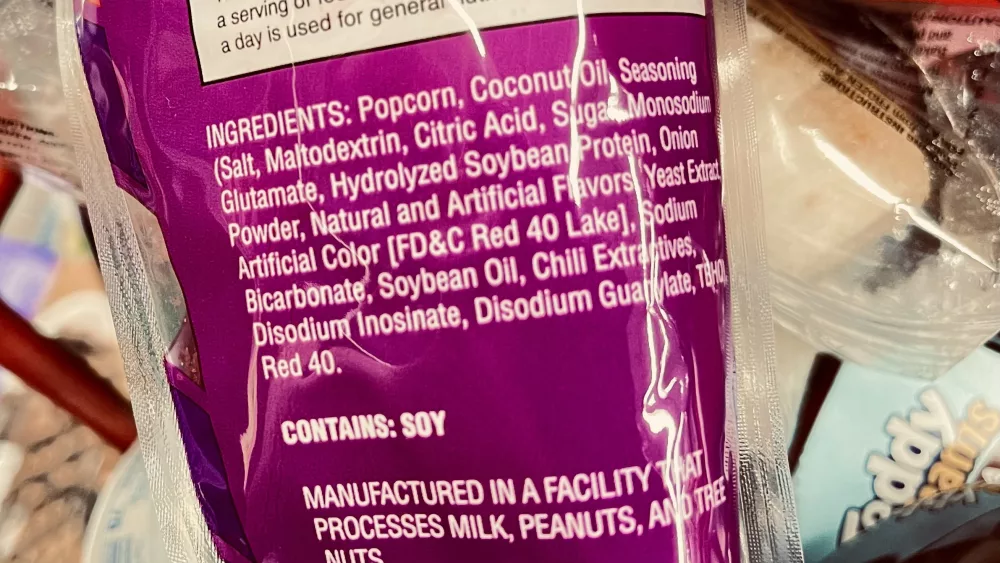 a serving of
a day is used for general
INGREDIENTS: Popcorn, Coconut Oil, Seasoning
(Salt, Maltodextrin, Citric Acid, Sugar, Monosodium
Glutamate, Hydrolyzed Soybean Protein, Onion
Powder, Natural and Artificial Flavors, Yeast Extract,
Artificial Color [FD&C Red 40 Lake], Sodium
Bicarbonate, Soybean Oil, Chili Extractives,
Disodium Inosinate, Disodium Guanylate, TBHQ,
Red 40.
CONTAINS: SOY
MANUFACTURED IN A FACILITY THAT
PROCESSES MILK, PEANUTS, AND TREE
NUTS